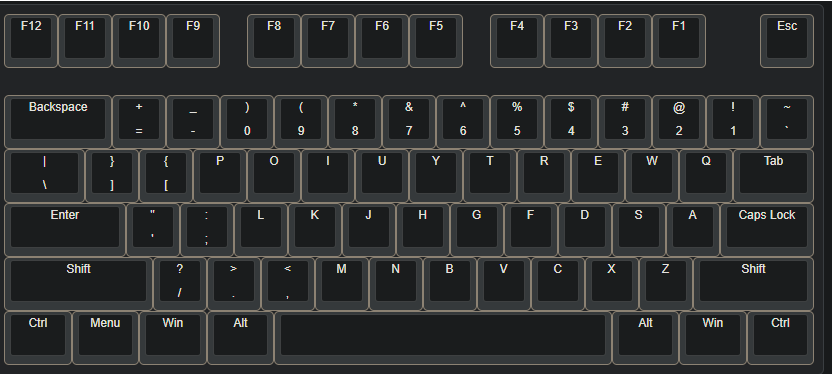 F12 F11 F10 F9 F8 F7 F6 F5 F4 F3 F2 F1 Esc
Backspace + _ ) ( * & ^ % $ # @ ! ~
= - 0 9 8 7 6 5 4 3 2 1 `
| } { P O I U Y T R E W Q Tab
\ ] [
Enter " : L K J H G F D S A Caps Lock
' ;
Shift ? > < M N B V C X Z Shift
/ . ,
Ctrl Menu Win Alt Alt Win Ctrl